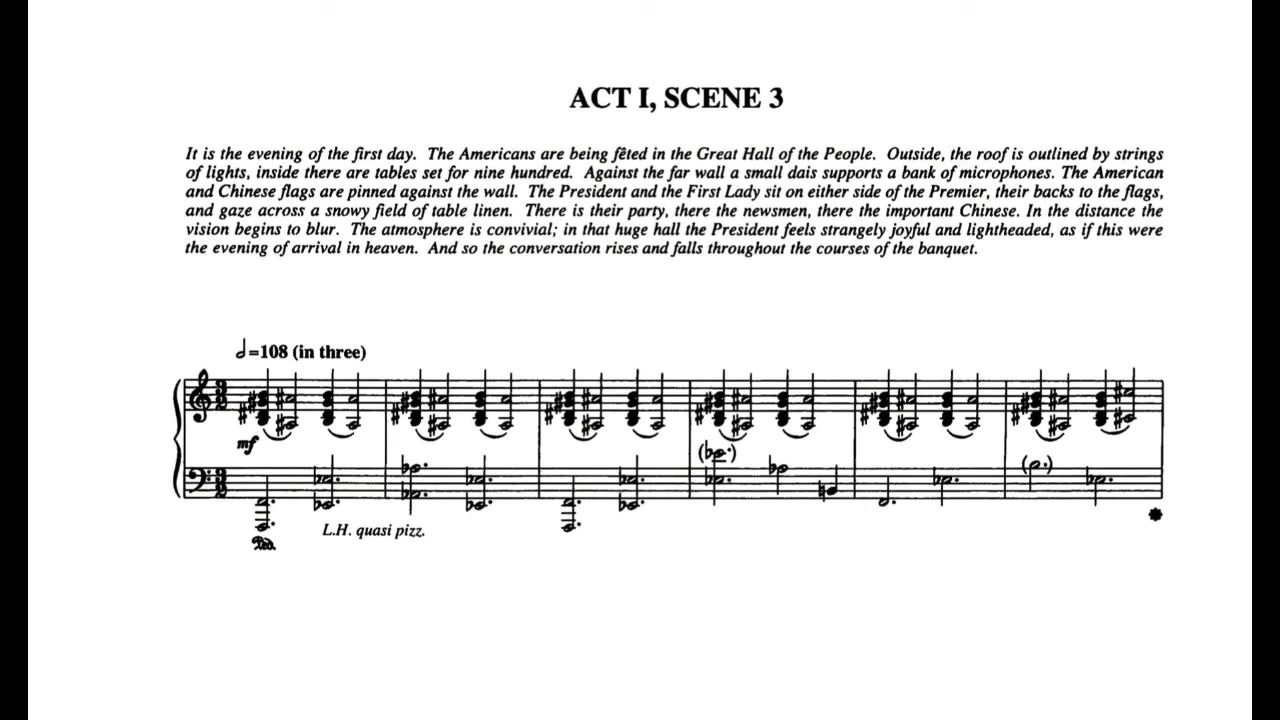 ACT I, SCENE 3
It is the evening of the first day. The Americans are being fêted in the Great Hall of the People. Outside, the roof is outlined by strings
of lights, inside there are tables set for nine hundred. Against the far wall a small dais supports a bank of microphones. The American
and Chinese flags are pinned against the wall. The President and the First Lady sit on either side of the Premier, their backs to the flags,
and gaze across a snowy field of table linen. There is their party, there the newsmen, there the important Chinese. In the distance the
vision begins to blur. The atmosphere is convivial; in that huge hall the President feels strangely joyful and lightheaded, as if this were
the evening of arrival in heaven. And so the conversation rises and falls throughout the courses of the banquet.
𝅗𝅥=108 (in three)
3
2
mf
3
2
L.H. quasi pizz.
Ped.